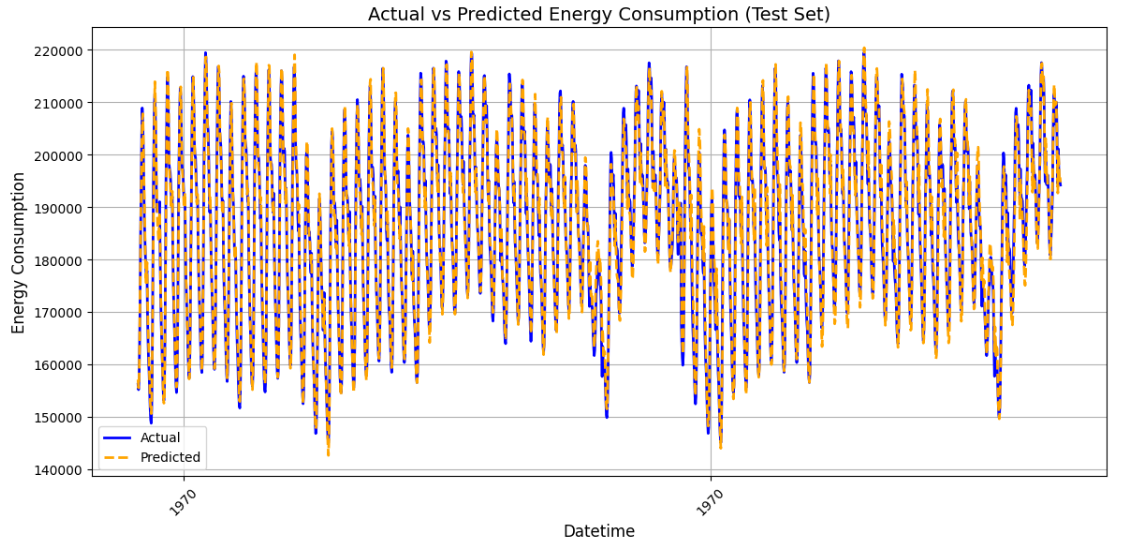 Actual vs Predicted Energy Consumption (Test Set)
220000
210000
200000
190000
180000
170000
160000
150000
140000
Energy Consumption
Actual
Predicted
1970
1970
Datetime